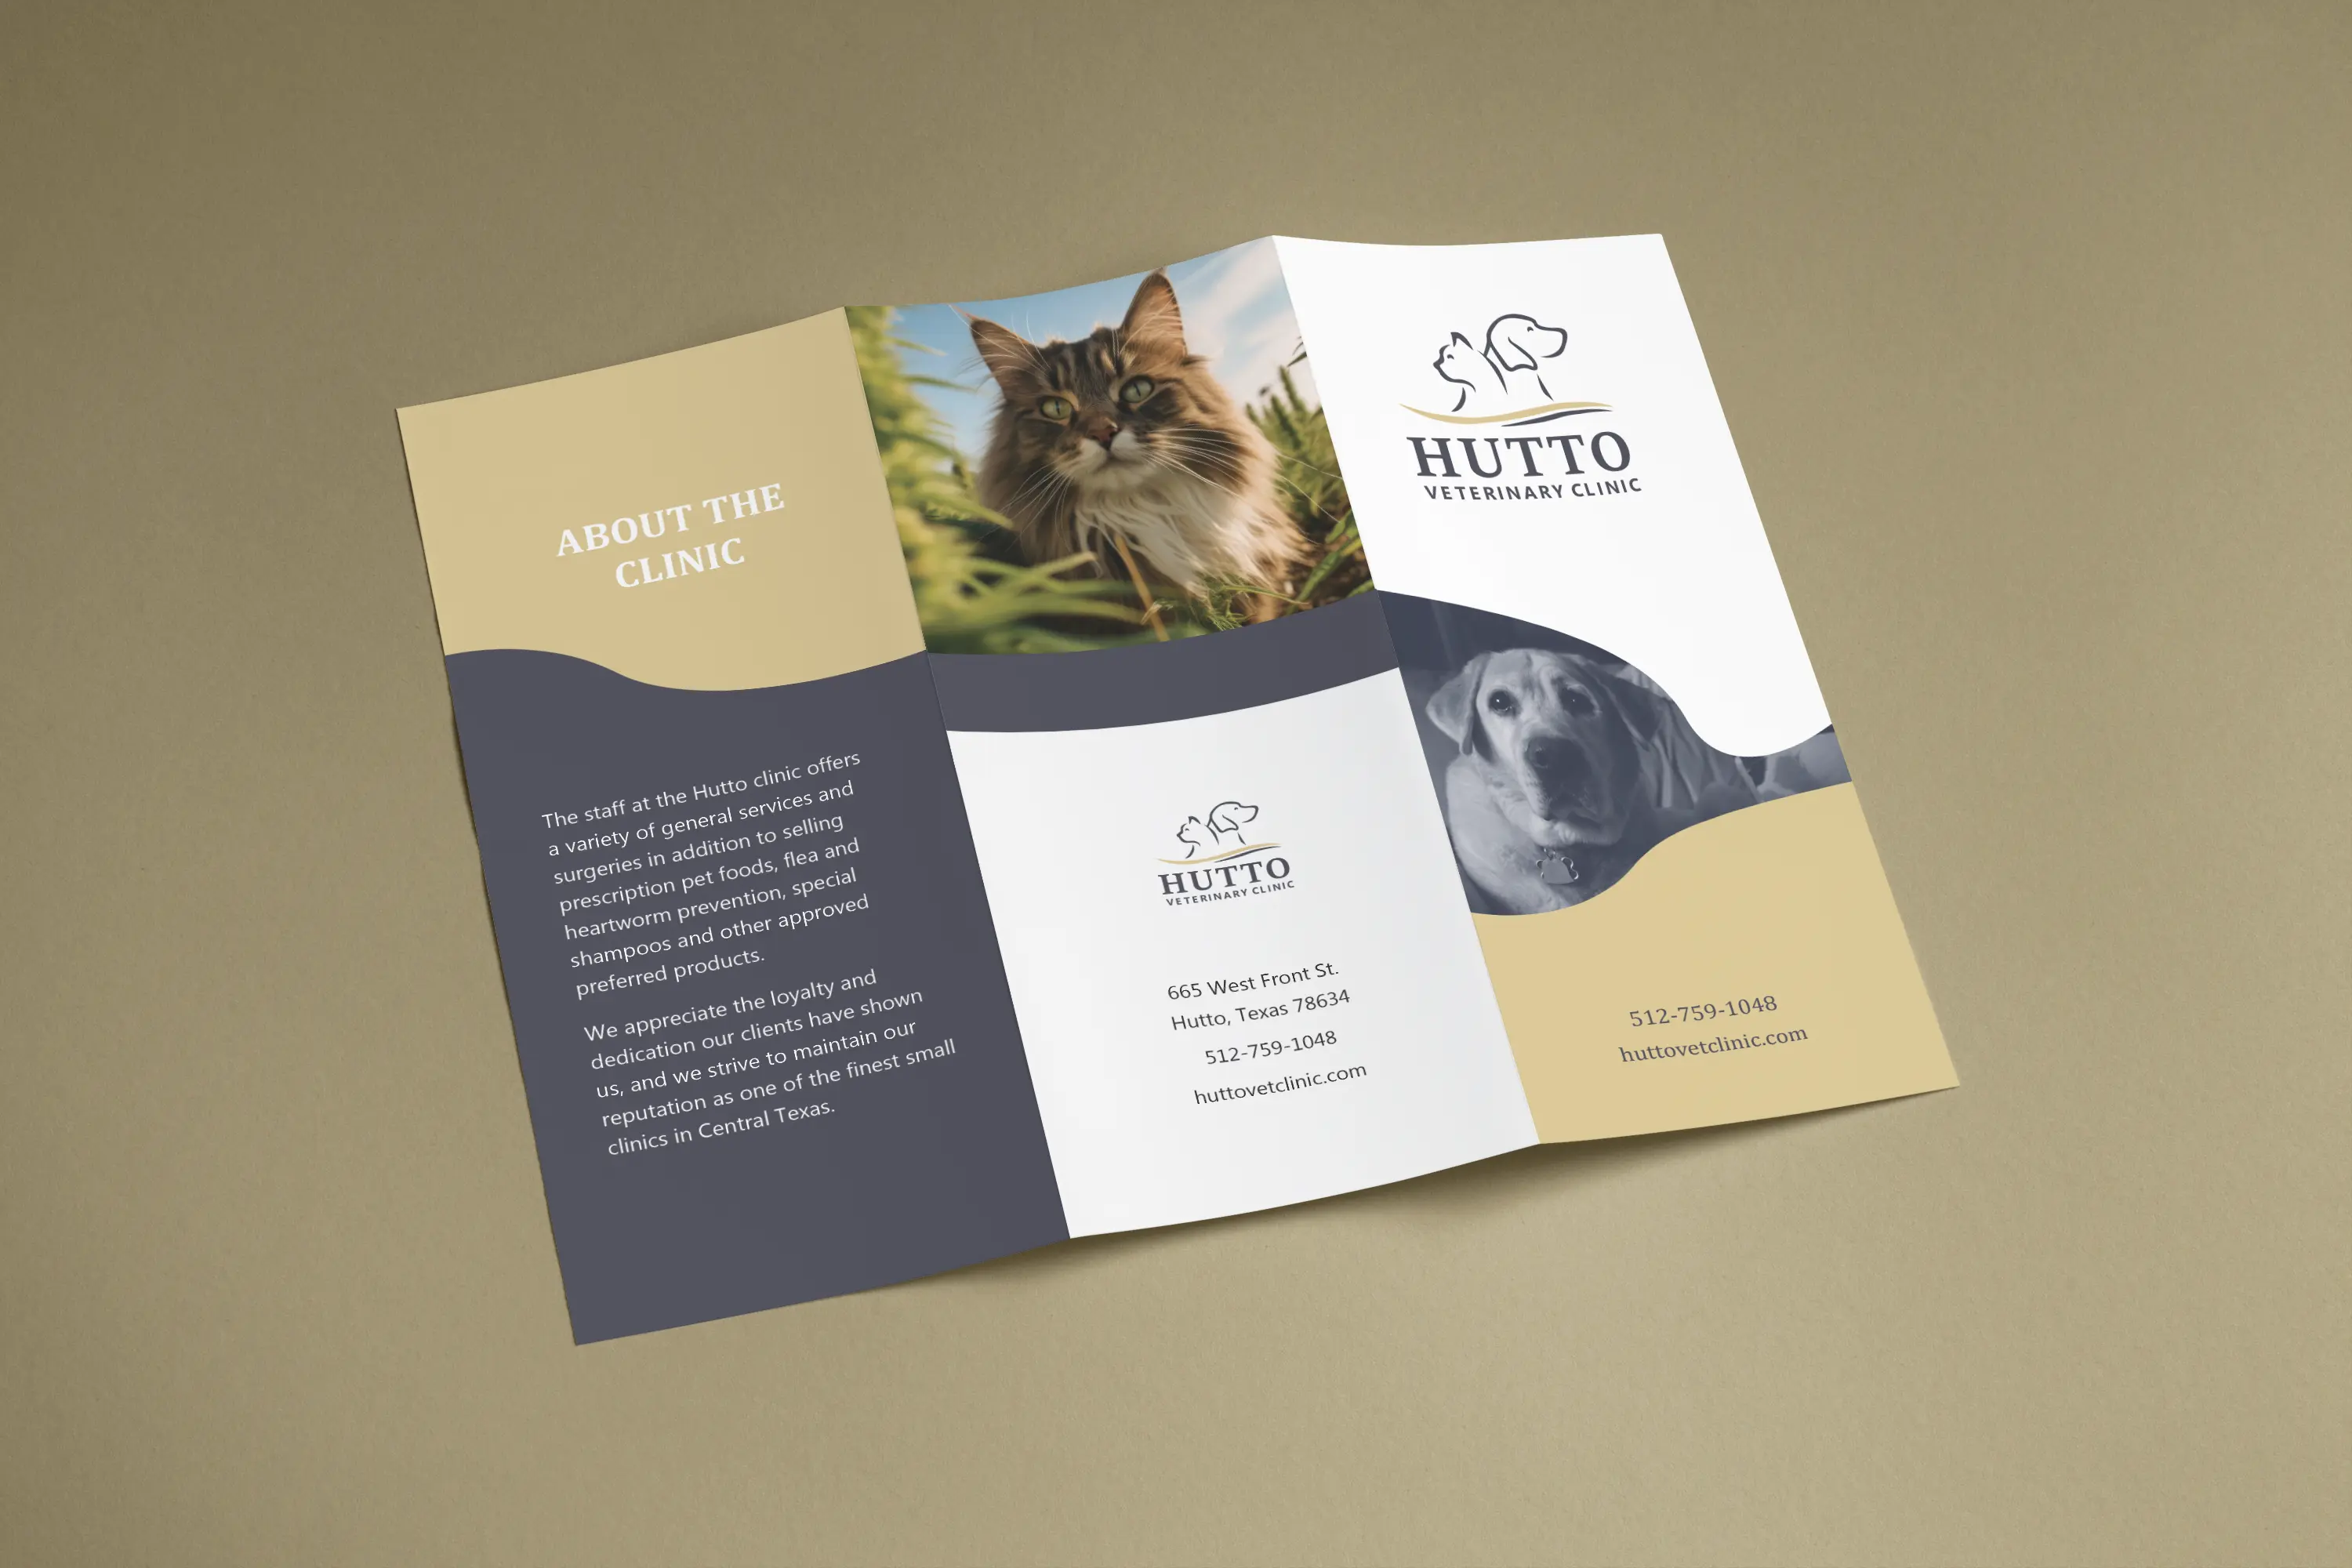 ABOUT THE
CLINIC
The staff at the Hutto clinic offers
a variety of general services and
surgeries in addition to selling
prescription pet foods, flea and
heartworm prevention, special
shampoos and other approved
preferred products.
We appreciate the loyalty and
dedication our clients have shown
us, and we strive to maintain our
reputation as one of the finest small
clinics in Central Texas.
HUTTO
VETERINARY CLINIC
665 West Front St.
Hutto, Texas 78634
512-759-1048
huttovetclinic.com
HUTTO
VETERINARY CLINIC
512-759-1048
huttovetclinic.com